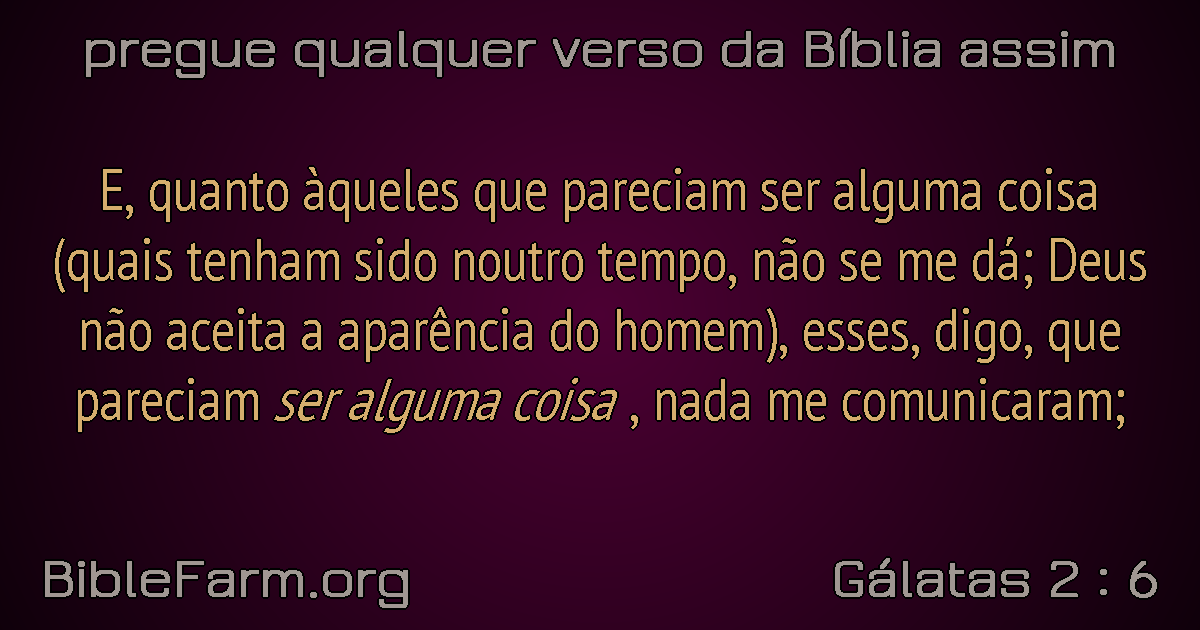 pregue qualquer verso da Bíblia assim
E, quanto àqueles que pareciam ser alguma coisa
(quais tenham sido noutro tempo, não se me dá; Deus
não aceita a aparência do homem), esses, digo, que
pareciam ser alguma coisa , nada me comunicaram;
BibleFarm.org
Gálatas 2 : 6